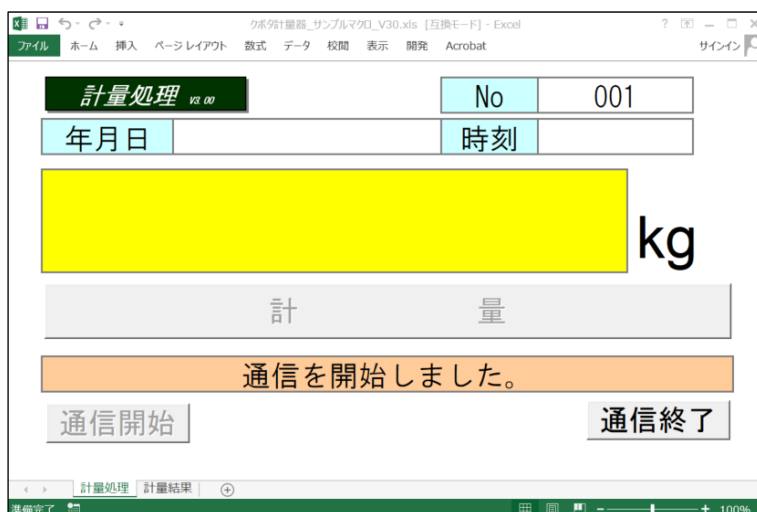 クボタ計量器_サンプルマクロ_V30.xls [互換モード] - Excel
ファイル ホーム 挿入 ページレイアウト 数式 データ 校閲 表示 開発 Acrobat サインイン
計量処理 V3.00 No 001
年月日 時刻
kg
計 量
通信を開始しました。
通信開始 通信終了
計量処理 計量結果
準備完了 100%